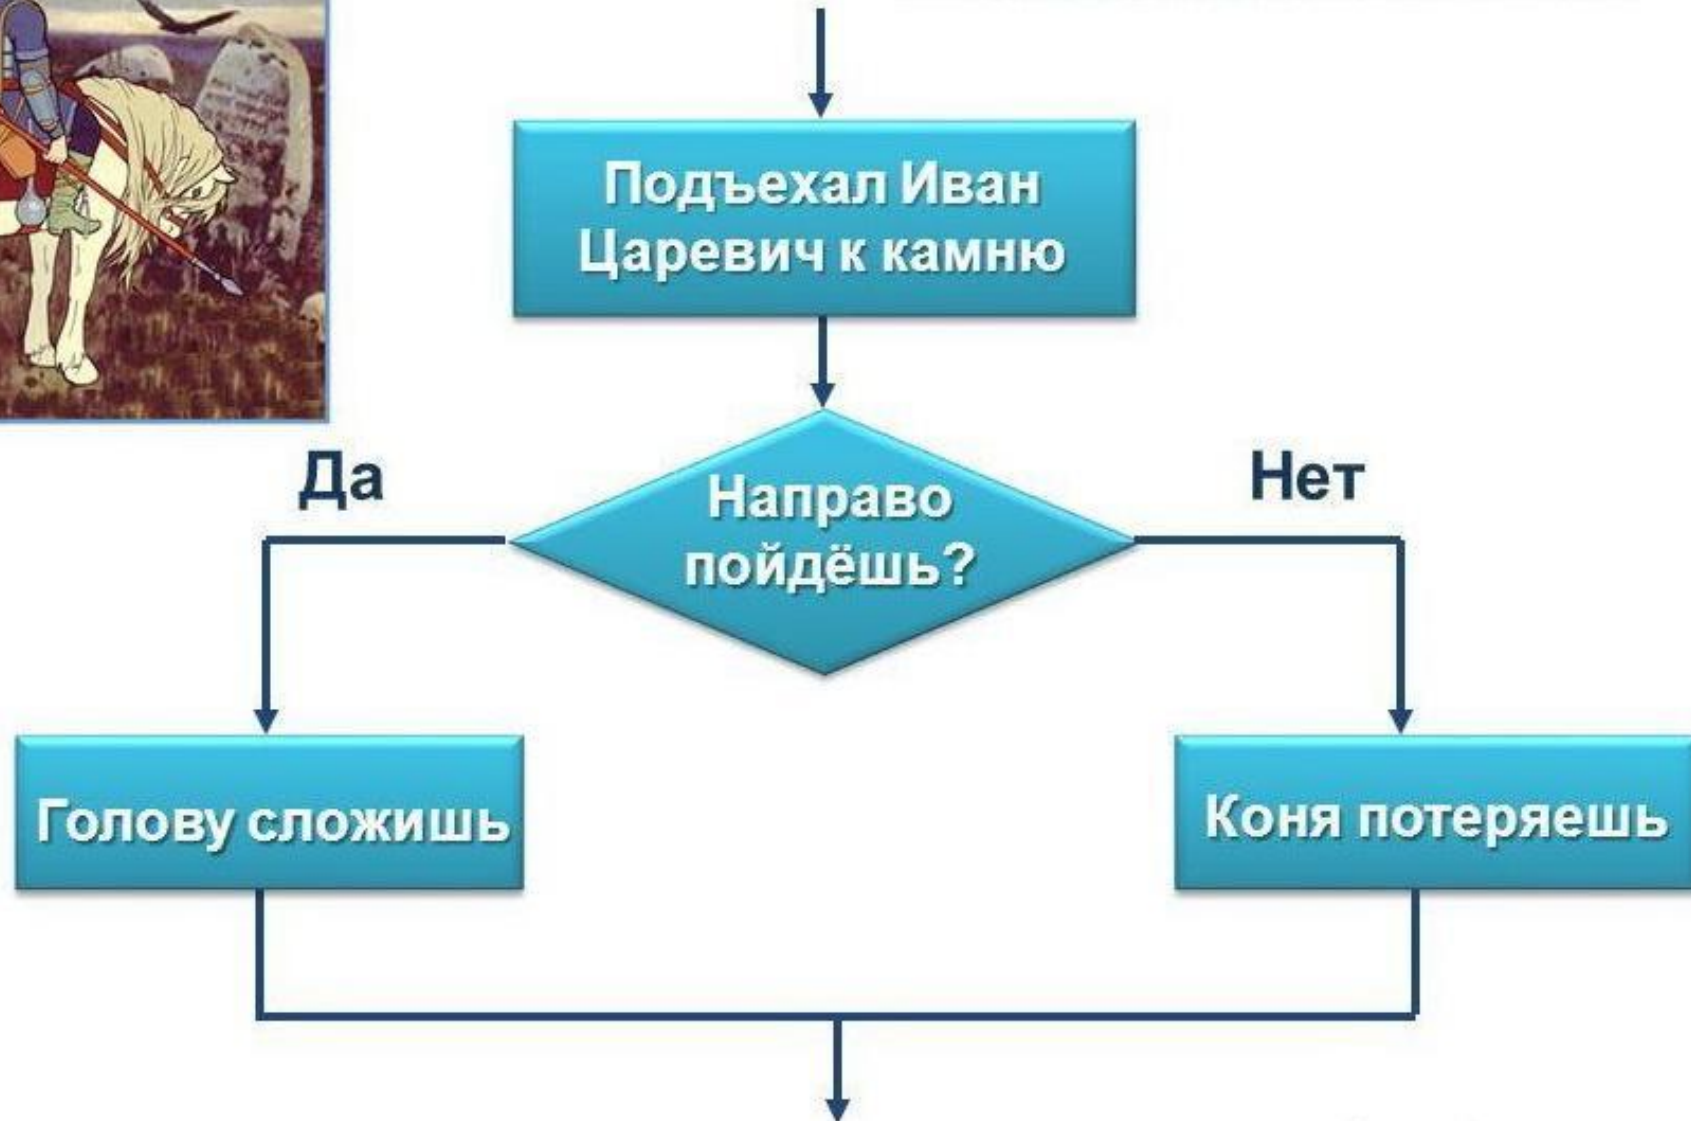 Подъехал Иван
Царевич к камню
Да
Направо
пойдёшь?
Нет
Голову сложишь
Коня потеряешь